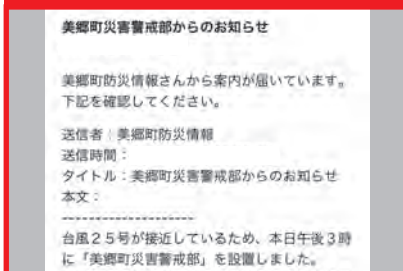 美郷町災害警戒部からのお知らせ
美郷町防災情報さんから案内が届いています。
下記を確認してください。
送信者：美郷町防災情報
送信時間：
タイトル：美郷町災害警戒部からのお知らせ
本文：
--------------------
台風２５号が接近しているため、本日午後３時
に「美郷町災害警戒部」を設置しました。